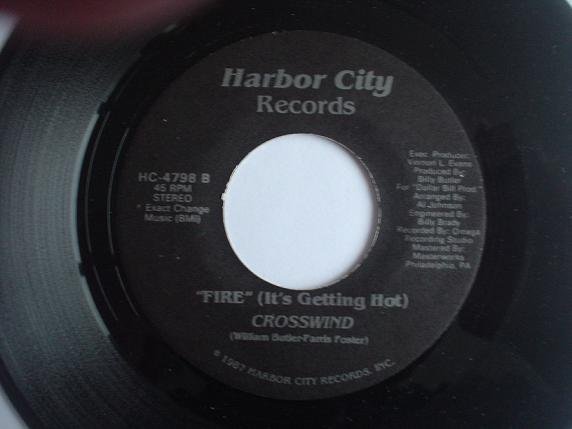 Harbor City
Records
HC-4798 B
45 RPM
STEREO
* Exact Change
Music (BMI)
Exec. Producer:
Vernon L. Evans
Produced By:
Billy Butler
For "Dollar Bill Prod."
Arranged By:
Al Johnson
Engineered By:
Billy Brady
Recorded By: Omega
Recording Studio
Mastered By:
Masterworks
Philadelphia, PA
"FIRE" (It's Getting Hot)
CROSSWIND
(William Butler-Farris Foster)
© 1987 HARBOR CITY RECORDS, INC.